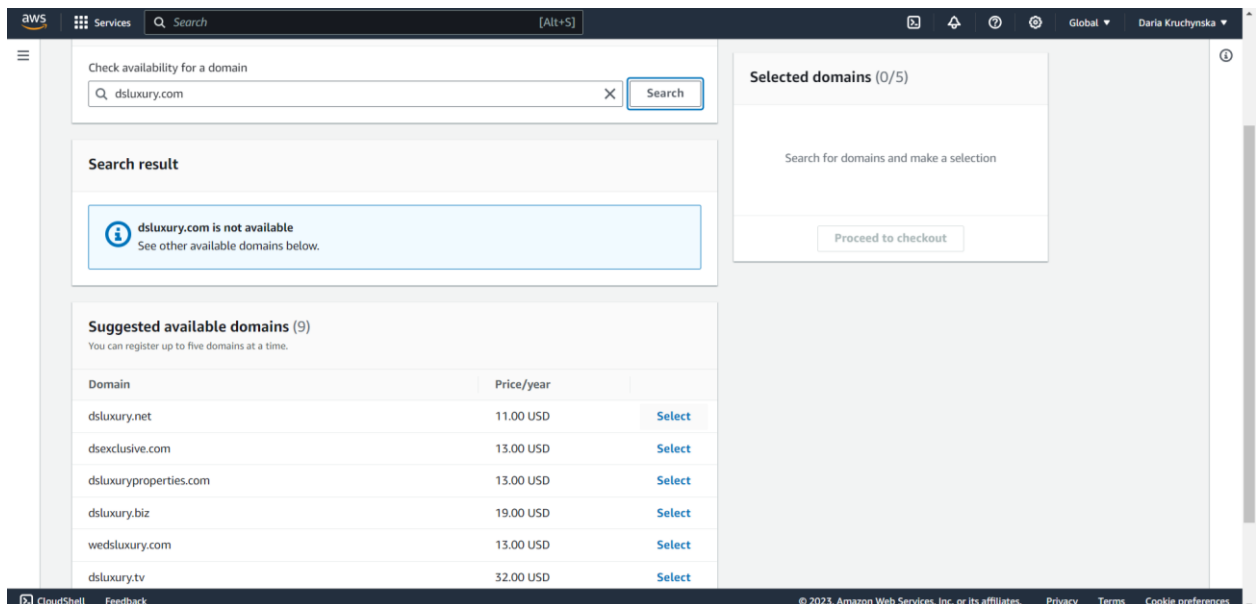 aws
Services
Search [Alt+S]
Global ▼
Daria Kruchynska ▼
Check availability for a domain
dsluxury.com
Search
Search result
dsluxury.com is not available
See other available domains below.
Suggested available domains (9)
You can register up to five domains at a time.
Domain Price/year
dsluxury.net 11.00 USD Select
dsexclusive.com 13.00 USD Select
dsluxuryproperties.com 13.00 USD Select
dsluxury.biz 19.00 USD Select
wedsluxury.com 13.00 USD Select
dsluxury.tv 32.00 USD Select
Selected domains (0/5)
Search for domains and make a selection
Proceed to checkout
CloudShell Feedback © 2023, Amazon Web Services, Inc. or its affiliates. Privacy Terms Cookie preferences